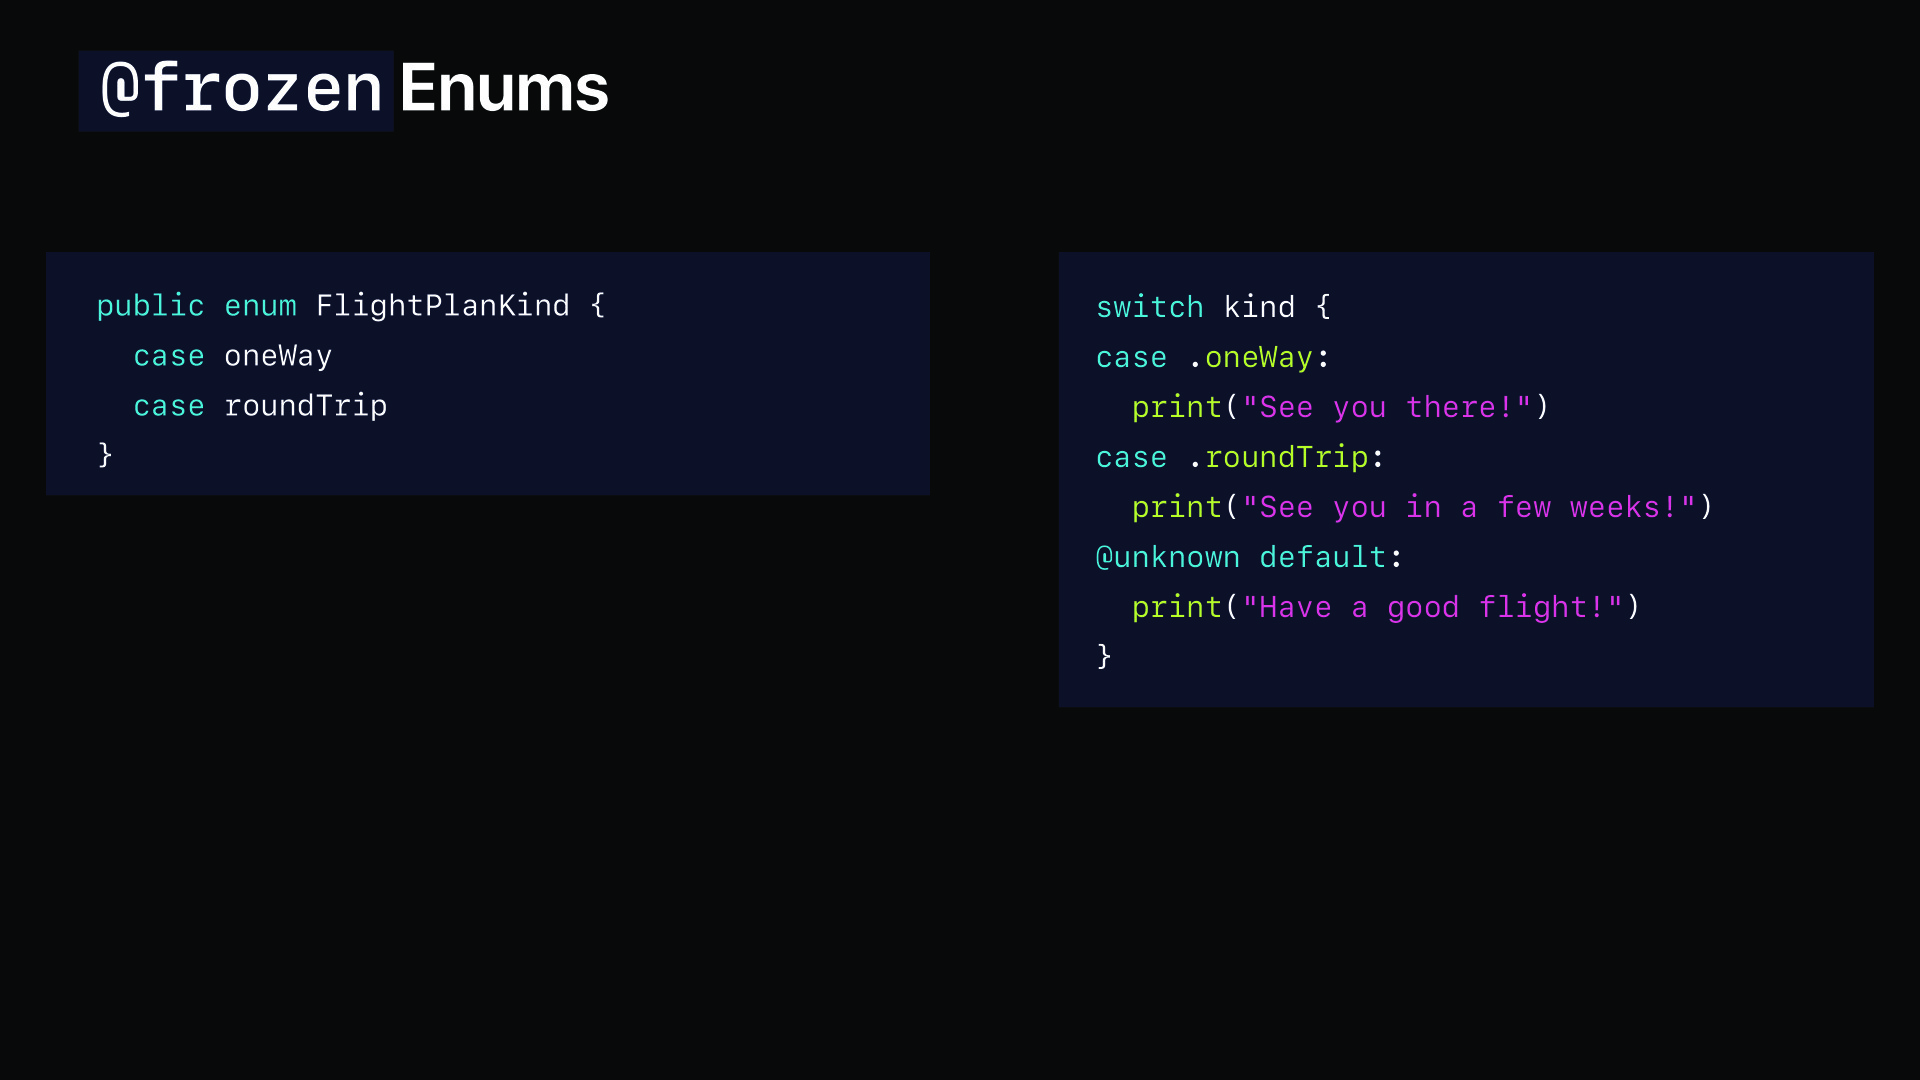 @frozen Enums
public enum FlightPlanKind {
  case oneWay
  case roundTrip
}
switch kind {
case .oneWay:
  print("See you there!")
case .roundTrip:
  print("See you in a few weeks!")
@unknown default:
  print("Have a good flight!")
}